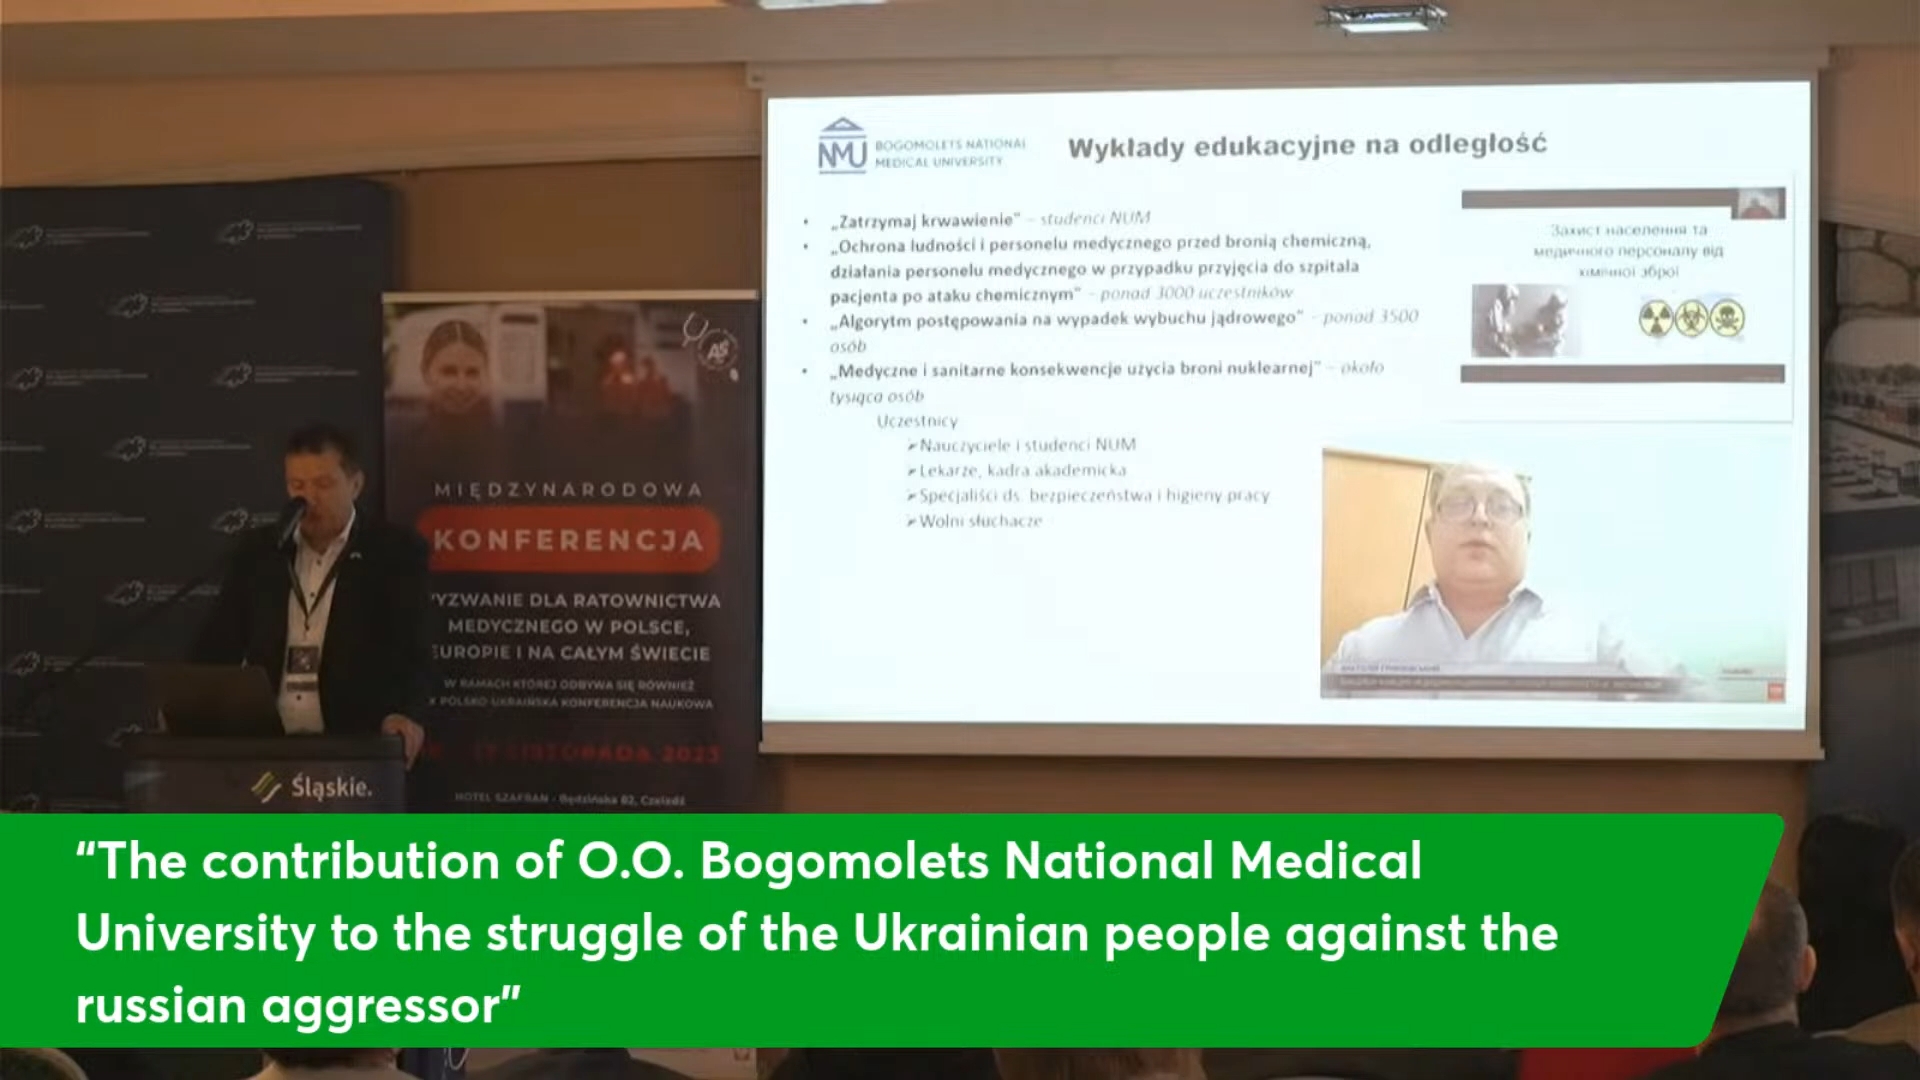 BOGOMOLETS NATIONAL
MEDICAL UNIVERSITY
NMU
Wykłady edukacyjne na odległość
• „Zatrzymaj krwawienie” – studenci NUM
• „Ochrona ludności i personelu medycznego przed bronią chemiczną,
działania personelu medycznego w przypadku przyjęcia do szpitala
pacjenta po ataku chemicznym” – ponad 3000 uczestników
• „Algorytm postępowania na wypadek wybuchu jądrowego” – ponad 3500
osób
• „Medyczne i sanitarne konsekwencje użycia broni nuklearnej” – około
tysiąca osób
Uczestnicy
➢Nauczyciele i studenci NUM
➢Lekarze, kadra akademicka
➢Specjaliści ds. bezpieczeństwa i higieny pracy
➢Wolni słuchacze
Захист населення та
медичного персоналу від
хімічної зброї
AŚ
MIĘDZYNARODOWA
KONFERENCJA
YZWANIE DLA RATOWNICTWA
MEDYCZNEGO W POLSCE,
EUROPIE I NA CAŁYM ŚWIECIE
W RAMACH KTÓREJ ODBYWA SIĘ RÓWNIEŻ
X POLSKO-UKRAIŃSKA KONFERENCJA NAUKOWA
LISTOPADA 2023
HOTEL SZAFRAN - Będzińska 82, Czeladź
Śląskie.
“The contribution of O.O. Bogomolets National Medical
University to the struggle of the Ukrainian people against the
russian aggressor”